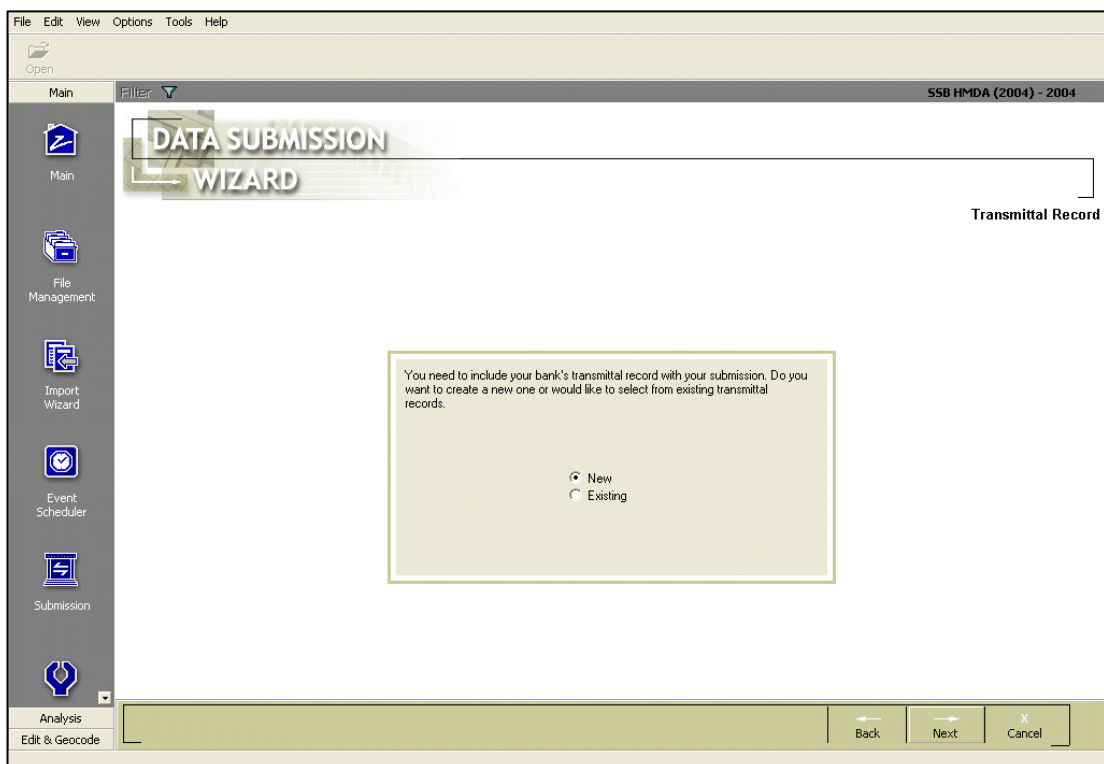 File Edit View Options Tools Help
Open
Main
Filter
SSB HMDA (2004) - 2004
DATA SUBMISSION
WIZARD
Transmittal Record
Main
File
Management
Import
Wizard
Event
Scheduler
Submission
You need to include your bank's transmittal record with your submission. Do you
want to create a new one or would like to select from existing transmittal
records.
New
Existing
Analysis
Edit & Geocode
Back
Next
X
Cancel